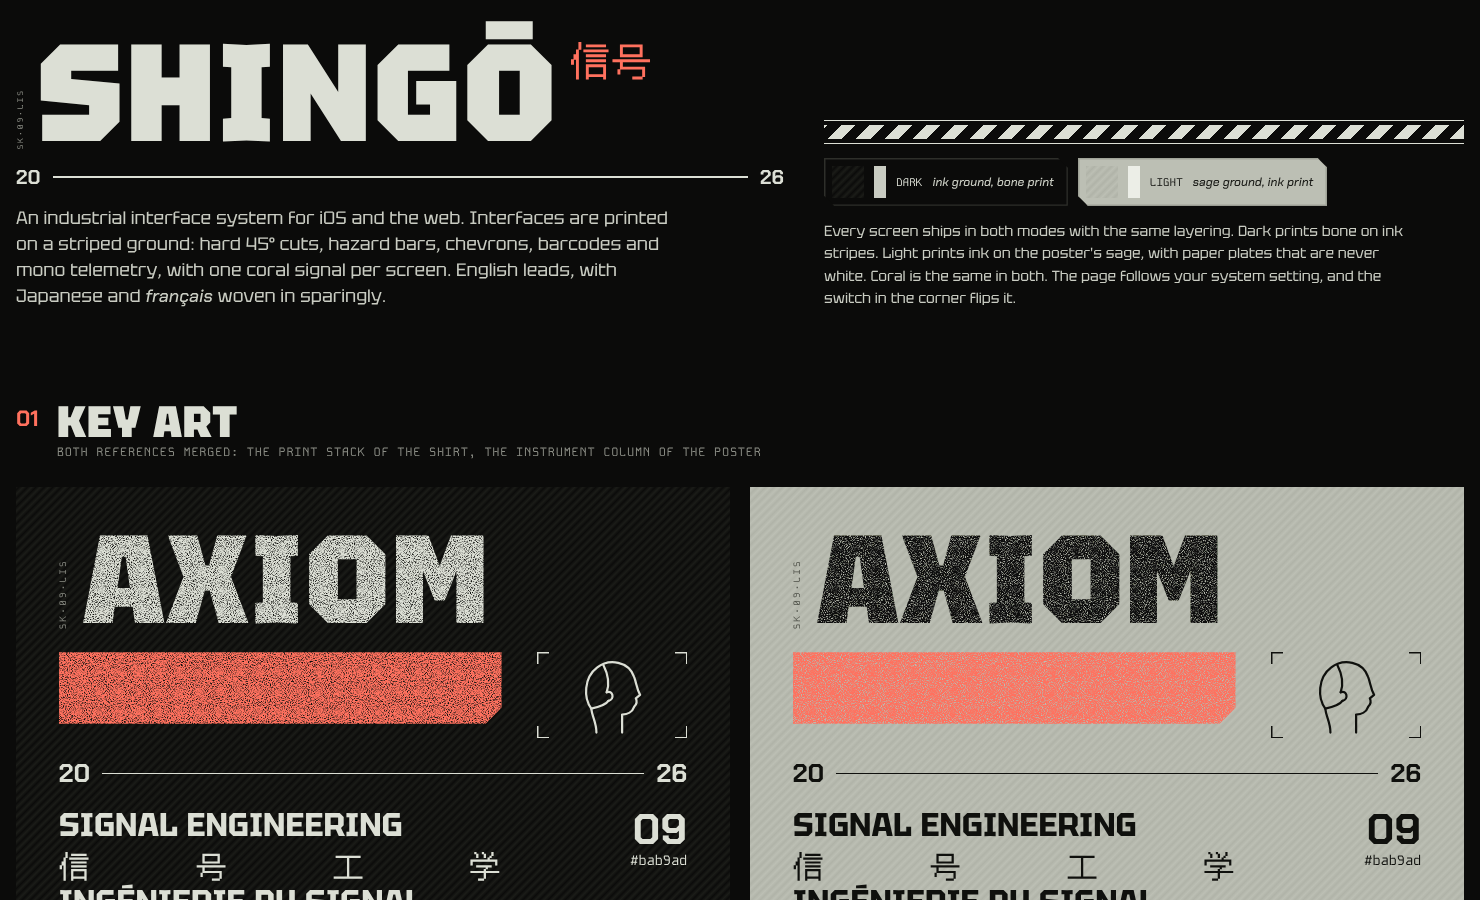 SK-09-LIS
SHINGŌ 信号
20 26
An industrial interface system for iOS and the web. Interfaces are printed
on a striped ground: hard 45° cuts, hazard bars, chevrons, barcodes and
mono telemetry, with one coral signal per screen. English leads, with
Japanese and français woven in sparingly.
DARK ink ground, bone print
LIGHT sage ground, ink print
Every screen ships in both modes with the same layering. Dark prints bone on ink
stripes. Light prints ink on the poster's sage, with paper plates that are never
white. Coral is the same in both. The page follows your system setting, and the
switch in the corner flips it.
01 KEY ART
BOTH REFERENCES MERGED: THE PRINT STACK OF THE SHIRT, THE INSTRUMENT COLUMN OF THE POSTER
SK-09-LIS
AXIOM
20 26
SIGNAL ENGINEERING
09
信号工学
#bab9ad
INGÉNIERIE DU SIGNAL
SK-09-LIS
AXIOM
20 26
SIGNAL ENGINEERING
09
信号工学
#bab9ad
INGÉNIERIE DU SIGNAL